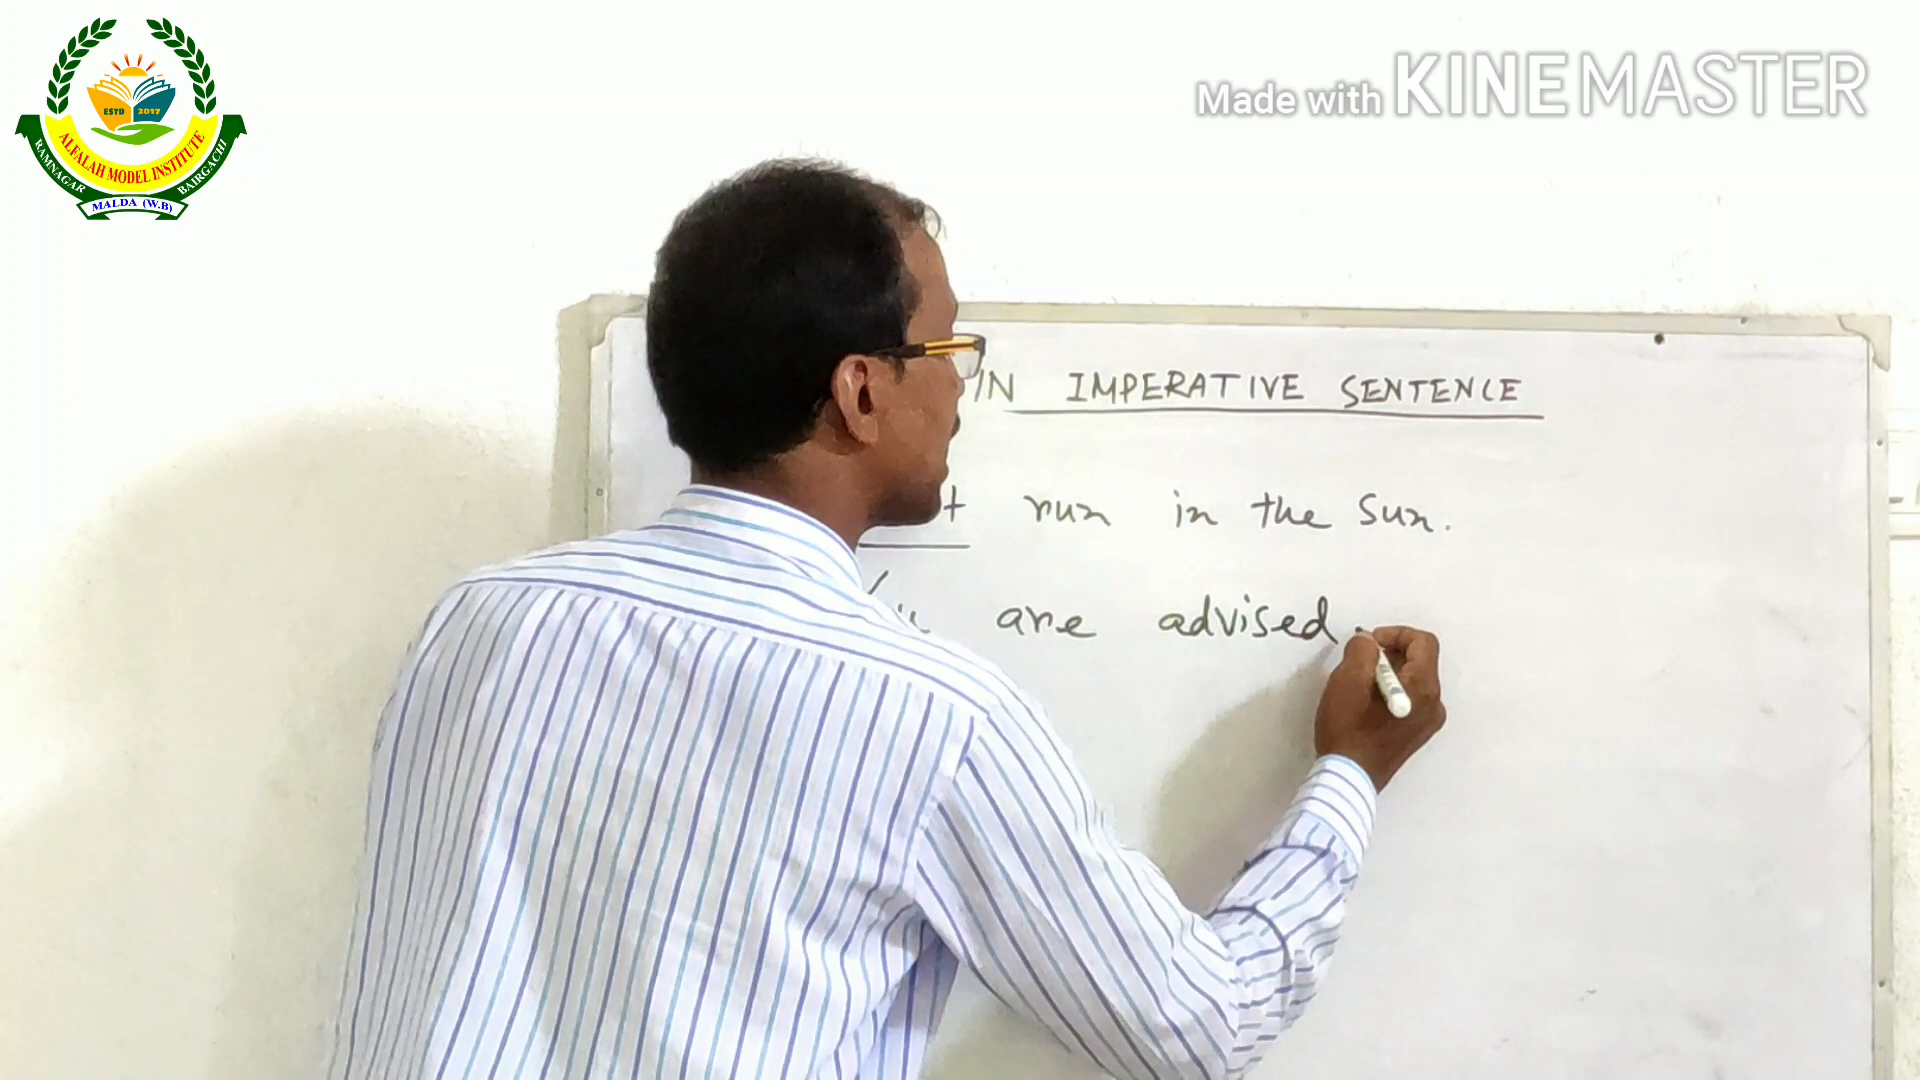 ESTD 2017
ALFALAH MODEL INSTITUTE
RAMNAGAR BAIRGACHI
MALDA (W.B)
Made with KINEMASTER
IN IMPERATIVE SENTENCE
run in the sun.
are advised